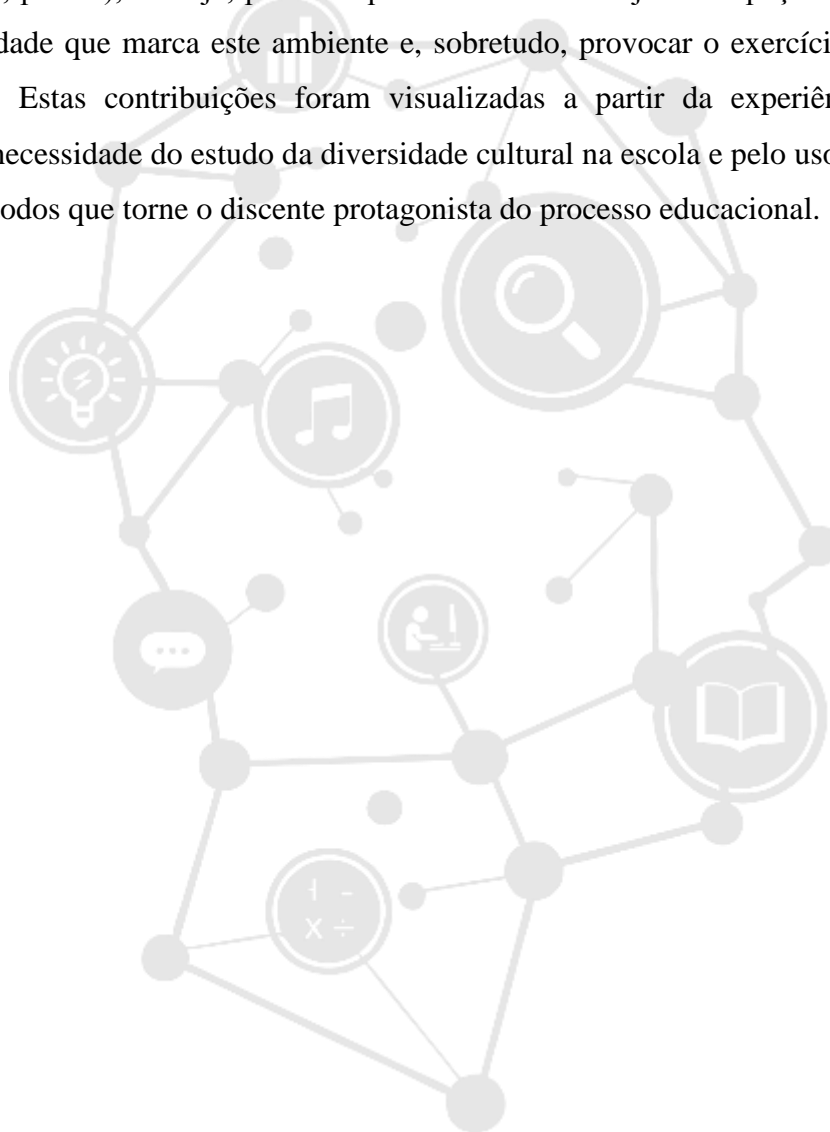 dade que marca este ambiente e, sobretudo, provocar o exercíci
Estas contribuições foram visualizadas a partir da experiên
necessidade do estudo da diversidade cultural na escola e pelo uso
odos que torne o discente protagonista do processo educacional.